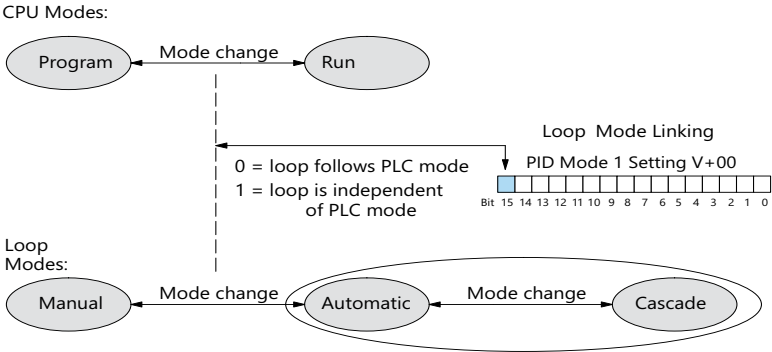 CPU Modes:
Program
Mode change
Run
Loop Mode Linking
0 = loop follows PLC mode
PID Mode 1 Setting V+00
1 = loop is independent
of PLC mode
Bit 15 14 13 12 11 10 9 8 7 6 5 4 3 2 1 0
Loop
Modes:
Manual
Mode change
Automatic
Mode change
Cascade